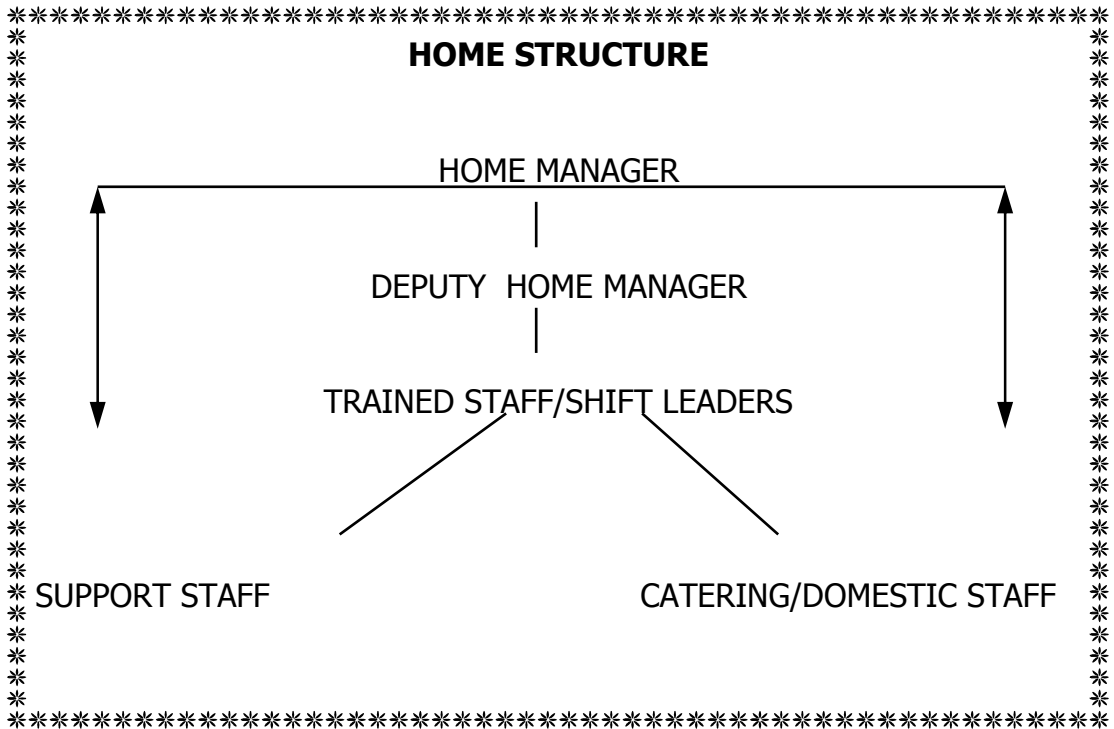 HOME STRUCTURE
HOME MANAGER
DEPUTY HOME MANAGER
TRAINED STAFF/SHIFT LEADERS
SUPPORT STAFF
CATERING/DOMESTIC STAFF